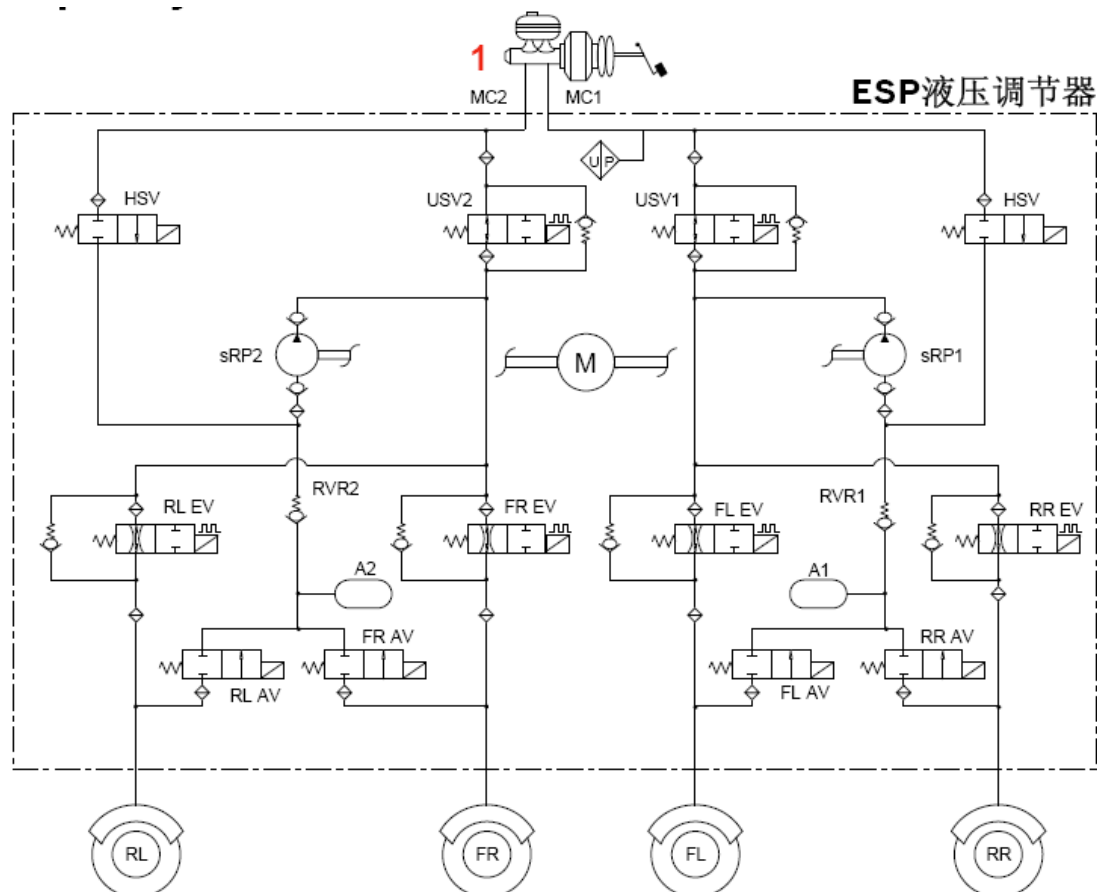 1
MC2
MC1
ESP液压调节器
HSV
USV2
U P
USV1
HSV
sRP2
M
sRP1
RL EV
RVR2
FR EV
FL EV
RVR1
RR EV
A2
A1
FR AV
RR AV
RL AV
FL AV
RL
FR
FL
RR